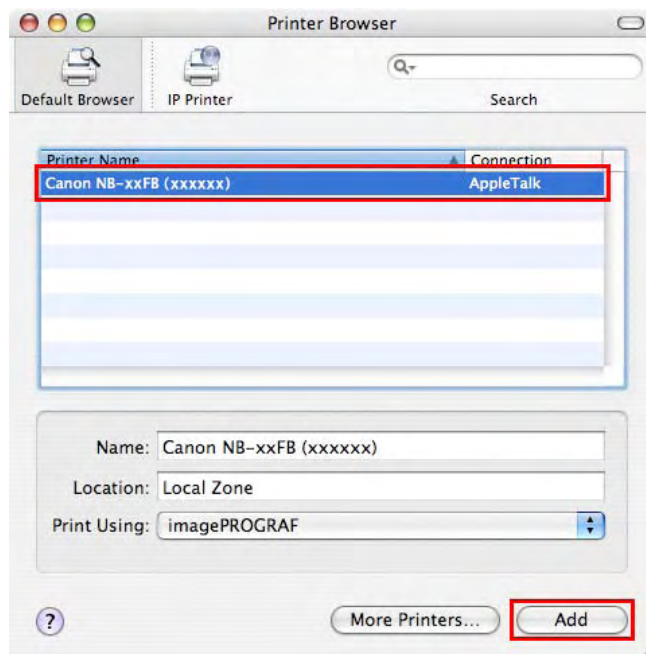 Printer Browser
Default Browser
IP Printer
Search
Printer Name Connection
Canon NB-xxFB (xxxxxx) AppleTalk
Name: Canon NB-xxFB (xxxxxx)
Location: Local Zone
Print Using: imagePROGRAF
? More Printers... Add